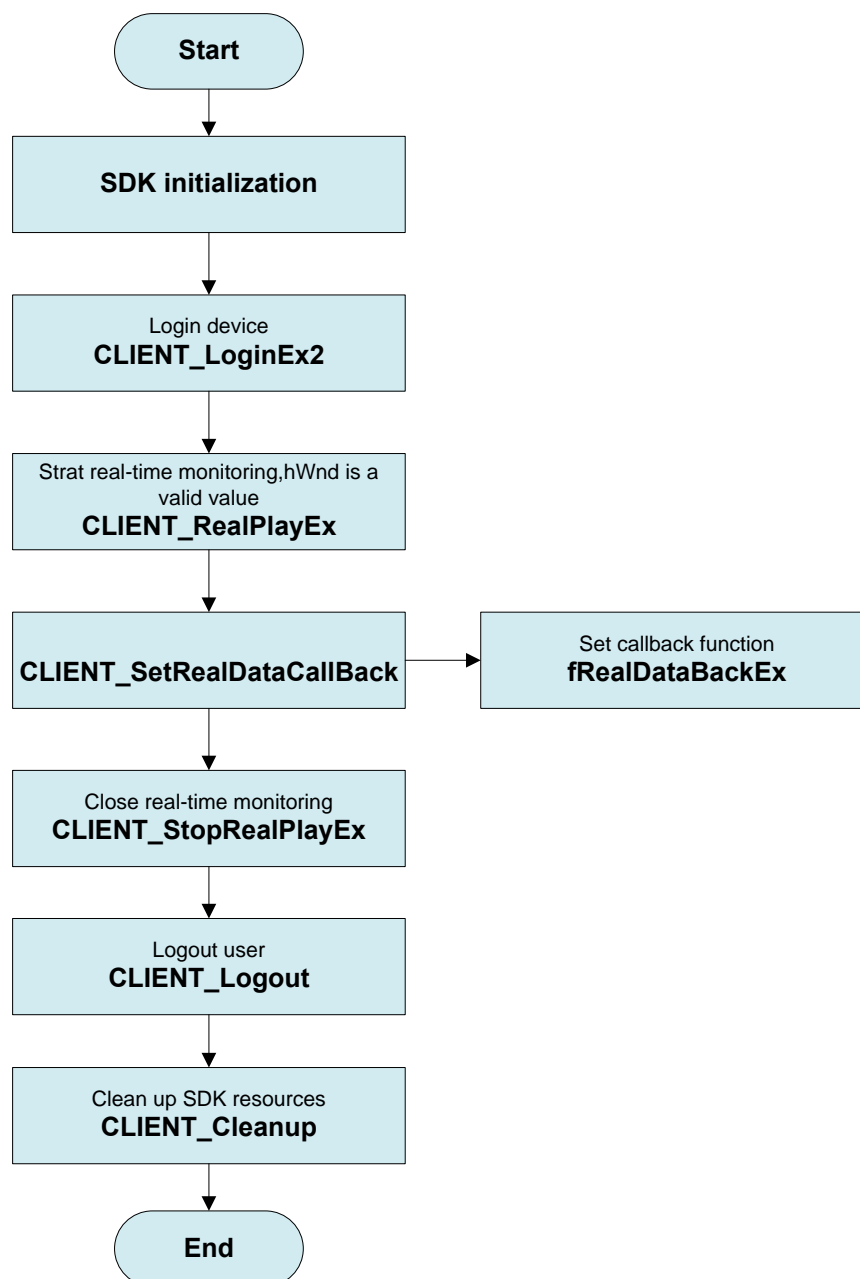 Start
SDK initialization
Login device
CLIENT_LoginEx2
Strat real-time monitoring,hWnd is a
valid value
CLIENT_RealPlayEx
CLIENT_SetRealDataCallBack
Set callback function
fRealDataBackEx
Close real-time monitoring
CLIENT_StopRealPlayEx
Logout user
CLIENT_Logout
Clean up SDK resources
CLIENT_Cleanup
End